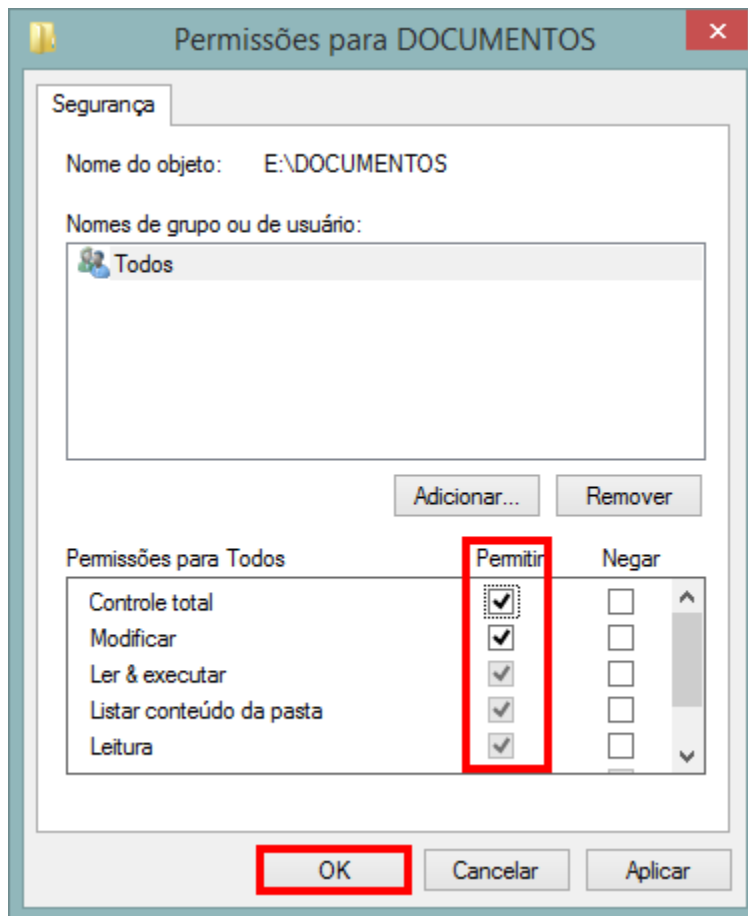 Permissões para DOCUMENTOS
Segurança
Nome do objeto: E:\DOCUMENTOS
Nomes de grupo ou de usuário:
Todos
Adicionar... Remover
Permissões para Todos Permitir Negar
Controle total
Modificar
Ler & executar
Listar conteúdo da pasta
Leitura
OK Cancelar Aplicar